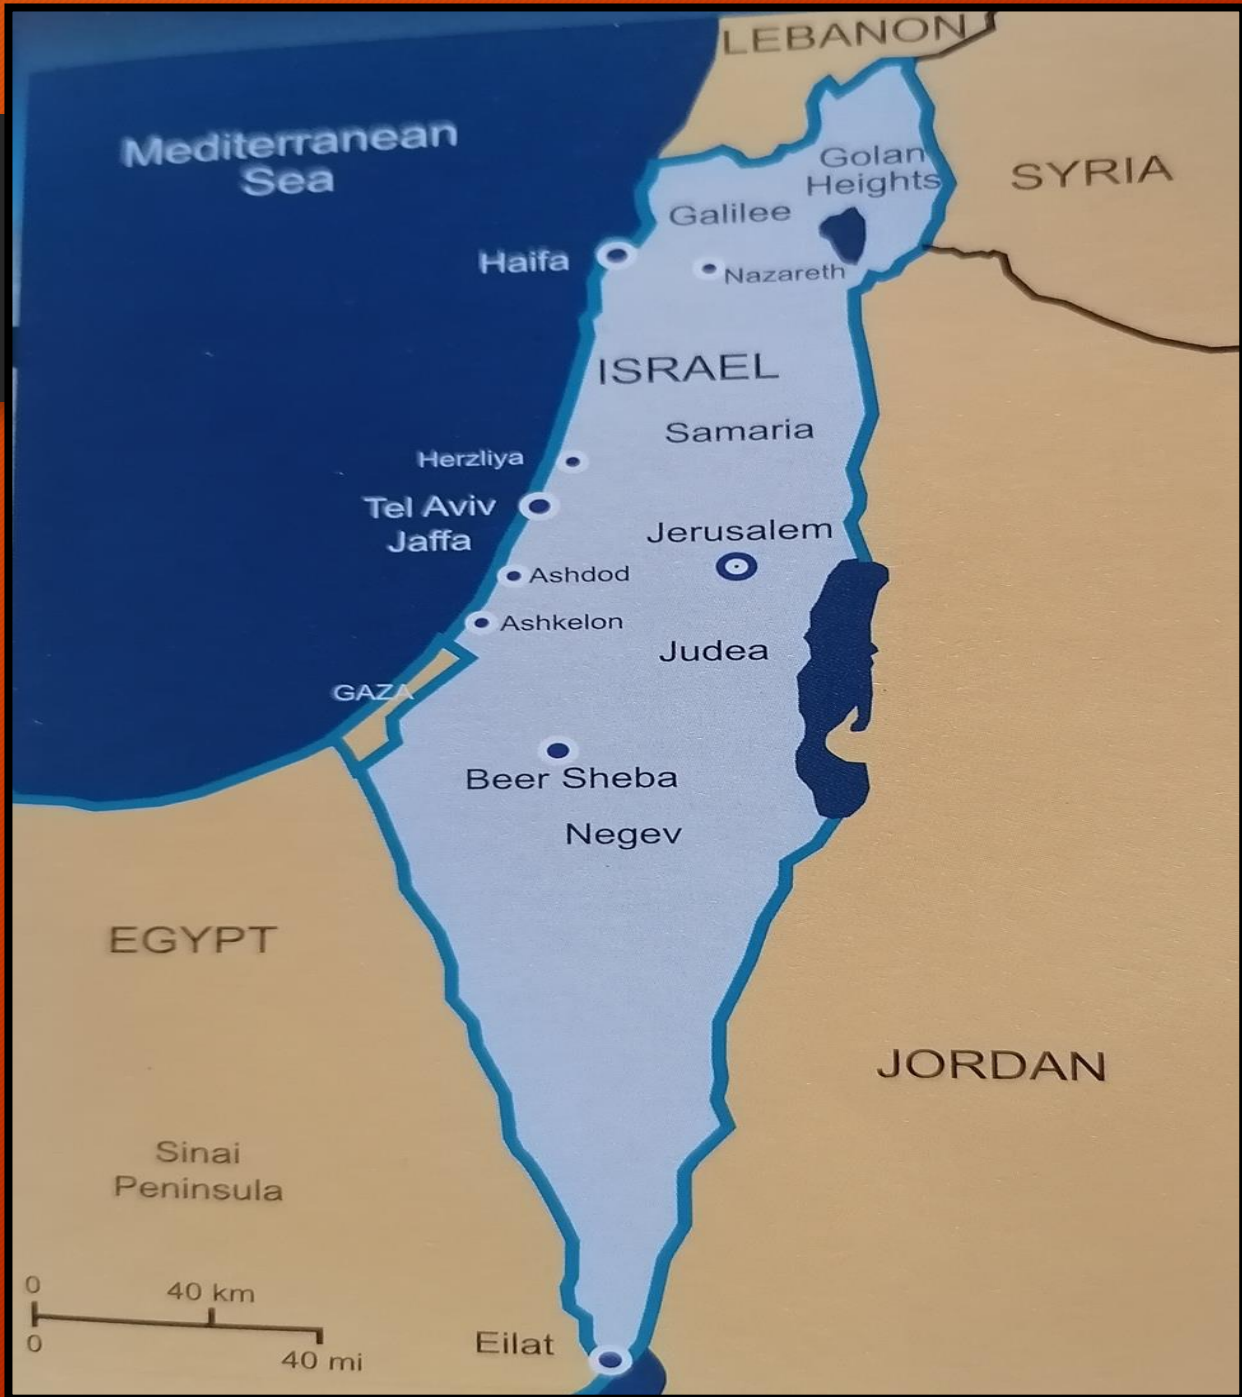 LEBANON
Mediterranean
Sea
Golan
Heights
SYRIA
Galilee
Haifa
Nazareth
ISRAEL
Samaria
Herzliya
Tel Aviv
Jaffa
Jerusalem
Ashdod
Ashkelon
Judea
GAZA
Beer Sheba
Negev
EGYPT
JORDAN
Sinai
Peninsula
0
40 km
0
40 mi
Eilat